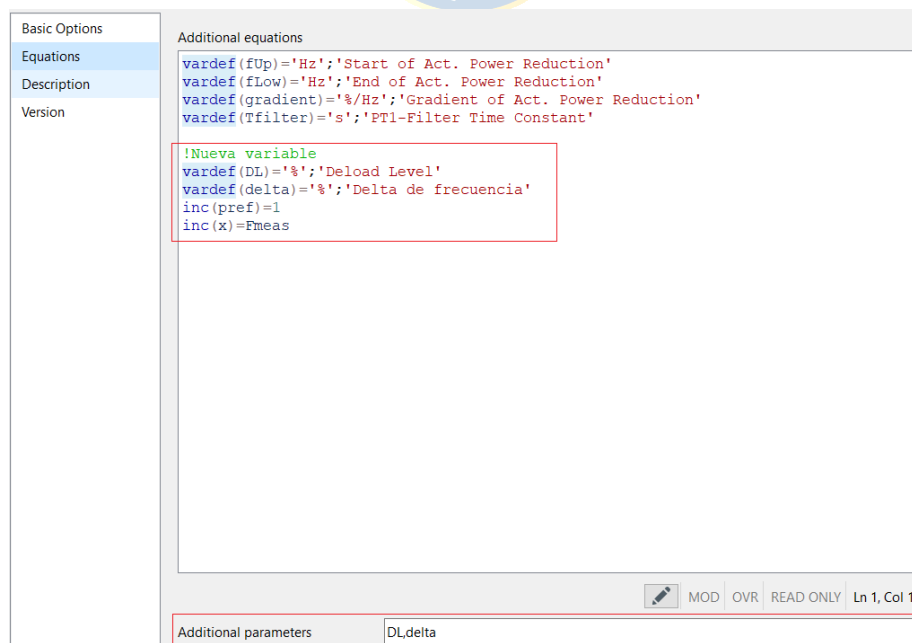 Basic Options
Equations
Description
Version
Additional equations
vardef(fUp)='Hz';'Start of Act. Power Reduction'
vardef(fLow)='Hz';'End of Act. Power Reduction'
vardef(gradient)='%/Hz';'Gradient of Act. Power Reduction'
vardef(Tfilter)='s';'PT1-Filter Time Constant'
!Nueva variable
vardef(DL)='%';'Deload Level'
vardef(delta)='%';'Delta de frecuencia'
inc(pref)=1
inc(x)=Fmeas
MOD OVR READ ONLY Ln 1, Col 1
Additional parameters DL,delta